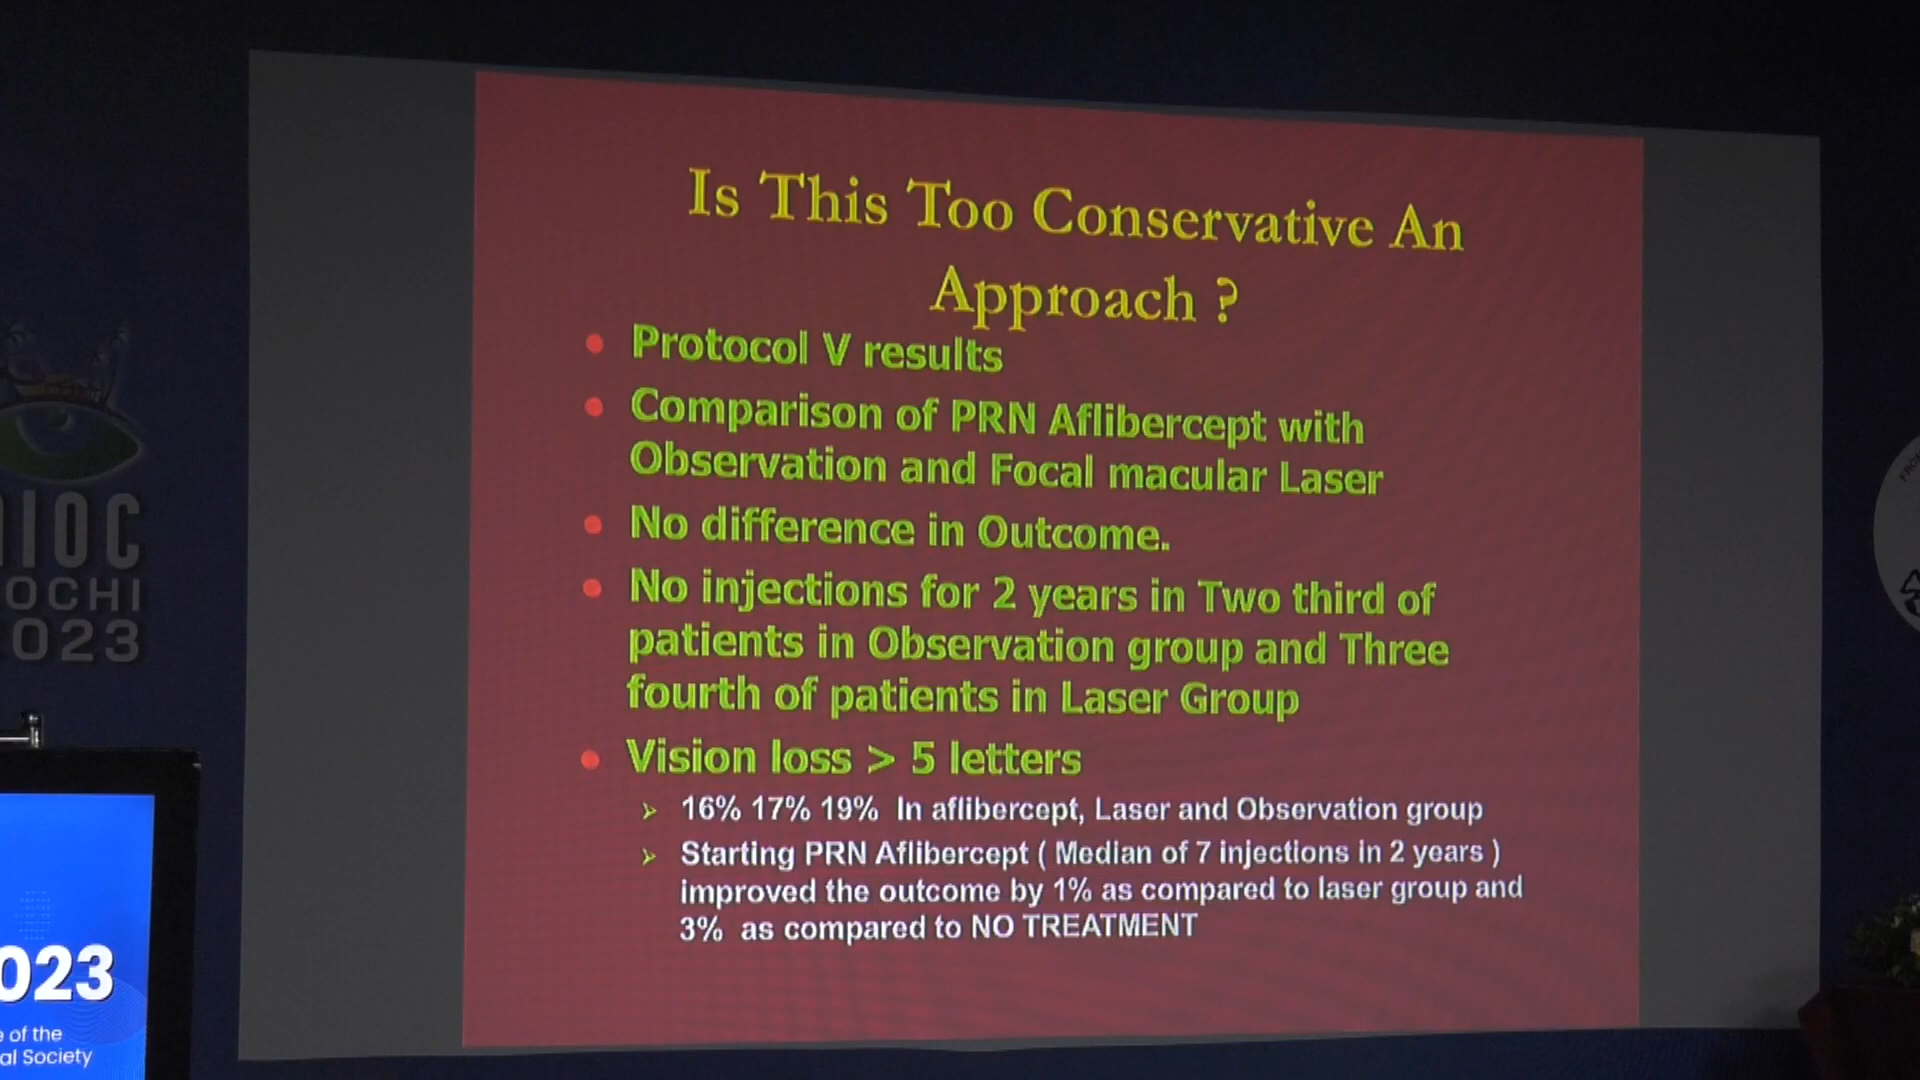 Is This Too Conservative An
Approach ?
Protocol V results
Comparison of PRN Aflibercept with
Observation and Focal macular Laser
No difference in Outcome.
No injections for 2 years in Two third of
patients in Observation group and Three
fourth of patients in Laser Group
Vision loss > 5 letters
16% 17% 19% In aflibercept, Laser and Observation group
Starting PRN Aflibercept ( Median of 7 injections in 2 years )
improved the outcome by 1% as compared to laser group and
3% as compared to NO TREATMENT
IOC
OCHI
023
023
of the
al Society